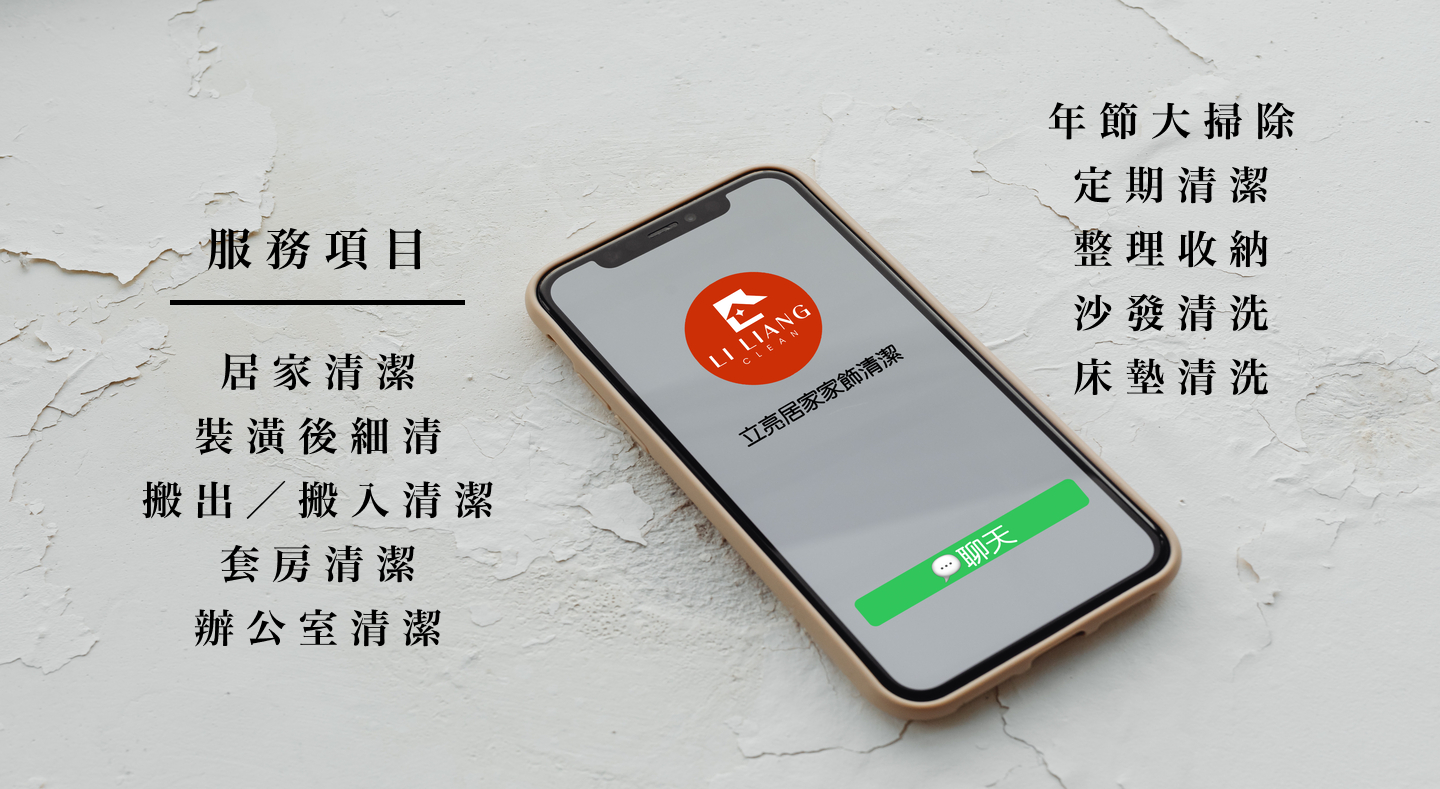 服務項目
居家清潔
裝潢後細清
搬出／搬入清潔
套房清潔
辦公室清潔
LI LIANG
CLEAN
立亮居家家飾清潔
聊天
年節大掃除
定期清潔
整理收納
沙發清洗
床墊清洗